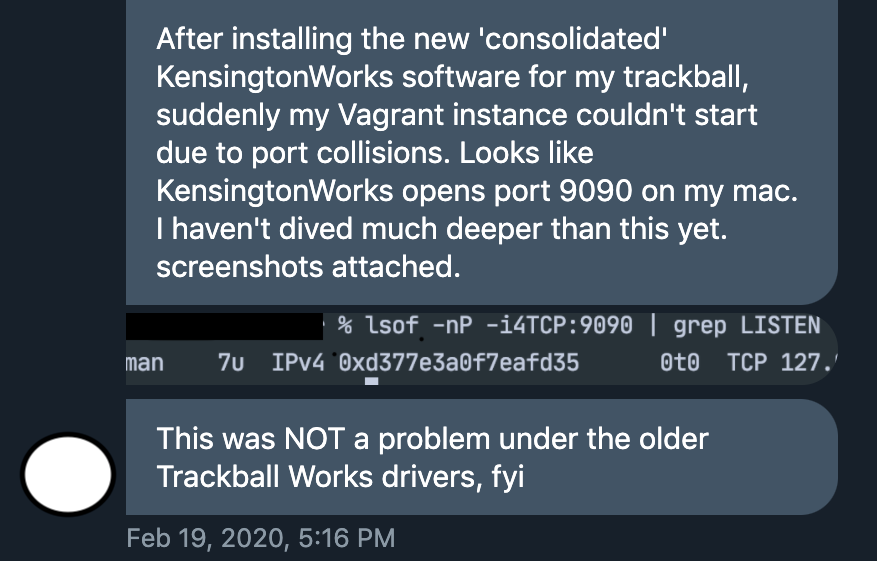 After installing the new 'consolidated'
KensingtonWorks software for my trackball,
suddenly my Vagrant instance couldn't start
due to port collisions. Looks like
KensingtonWorks opens port 9090 on my mac.
I haven't dived much deeper than this yet.
screenshots attached.
% lsof -nP -i4TCP:9090 | grep LISTEN
man 7u IPv4 0xd377e3a0f7eafd35 0t0 TCP 127.
This was NOT a problem under the older
Trackball Works drivers, fyi
Feb 19, 2020, 5:16 PM